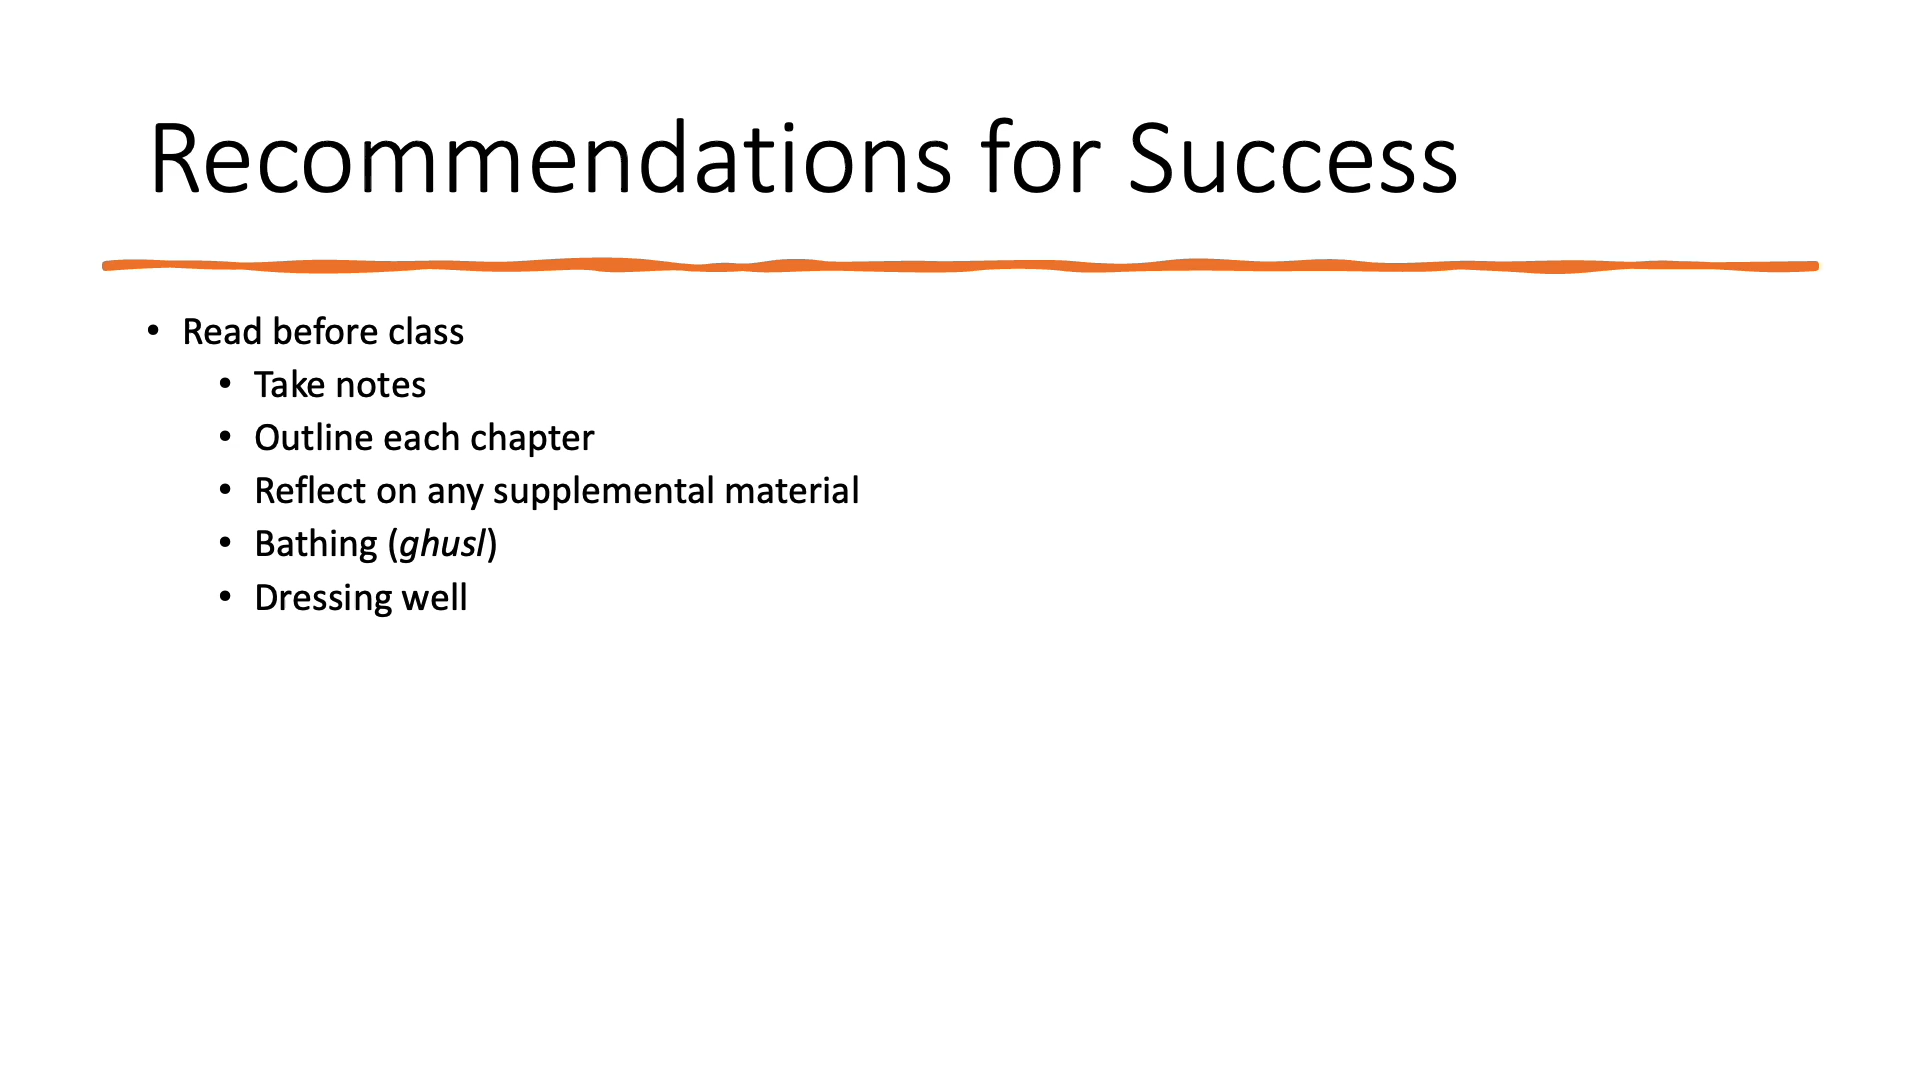 Recommendations for Success
• Read before class
• Take notes
• Outline each chapter
• Reflect on any supplemental material
• Bathing (ghusl)
• Dressing well